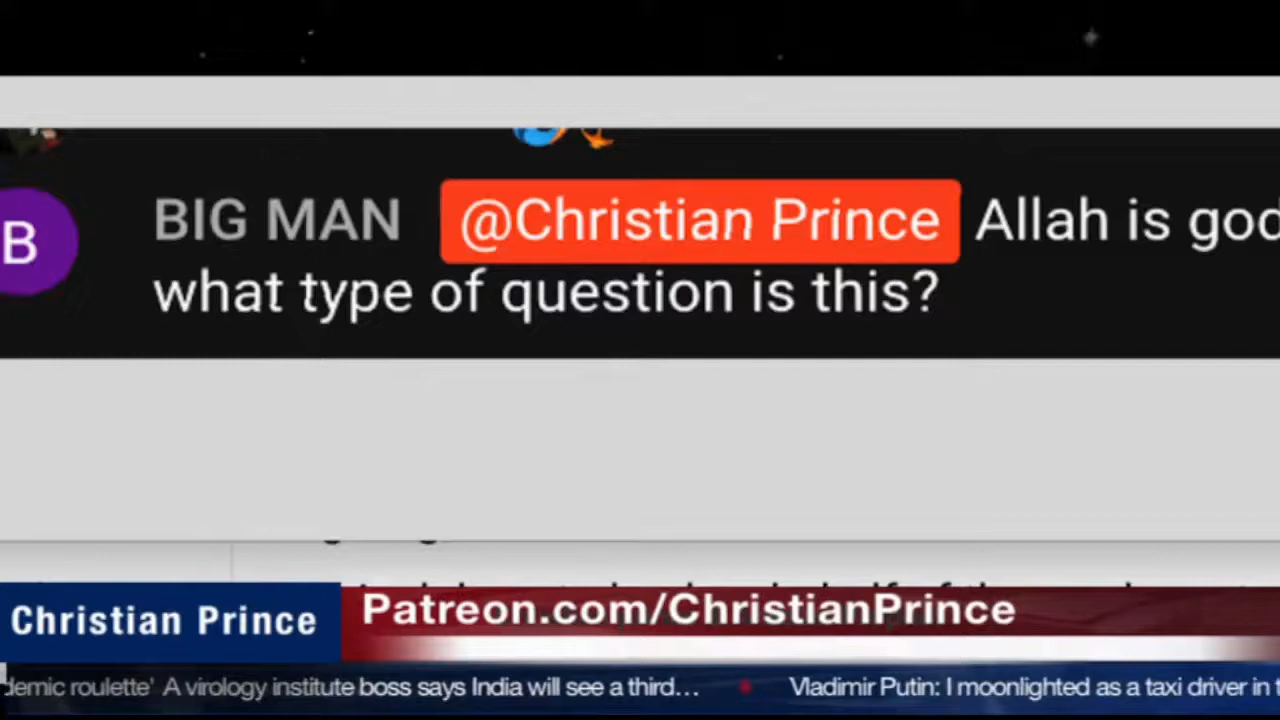 B
BIG MAN @Christian Prince Allah is god
what type of question is this?
Christian Prince
Patreon.com/ChristianPrince
roulette' A virology institute boss says India will see a third... Vladimir Putin: I moonlighted as a taxi driver in